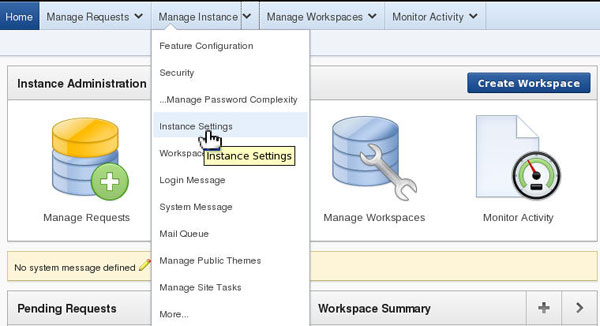 Home
Manage Requests
Manage Instance
Manage Workspaces
Monitor Activity
Feature Configuration
Security
...Manage Password Complexity
Instance Settings
Workspace
Instance Settings
Login Message
System Message
Mail Queue
Manage Public Themes
Manage Site Tasks
More...
Instance Administration
Create Workspace
Manage Requests
Manage Workspaces
Monitor Activity
No system message defined
Pending Requests
Workspace Summary